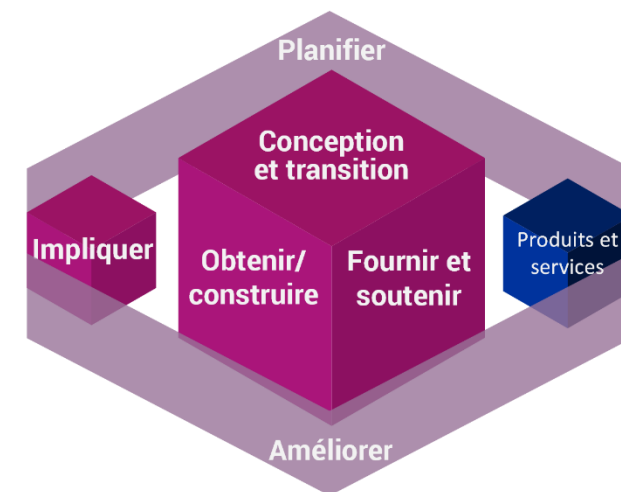 Planifier
Conception
et transition
Impliquer
Obtenir/
construire
Fournir et
soutenir
Produits et
services
Améliorer